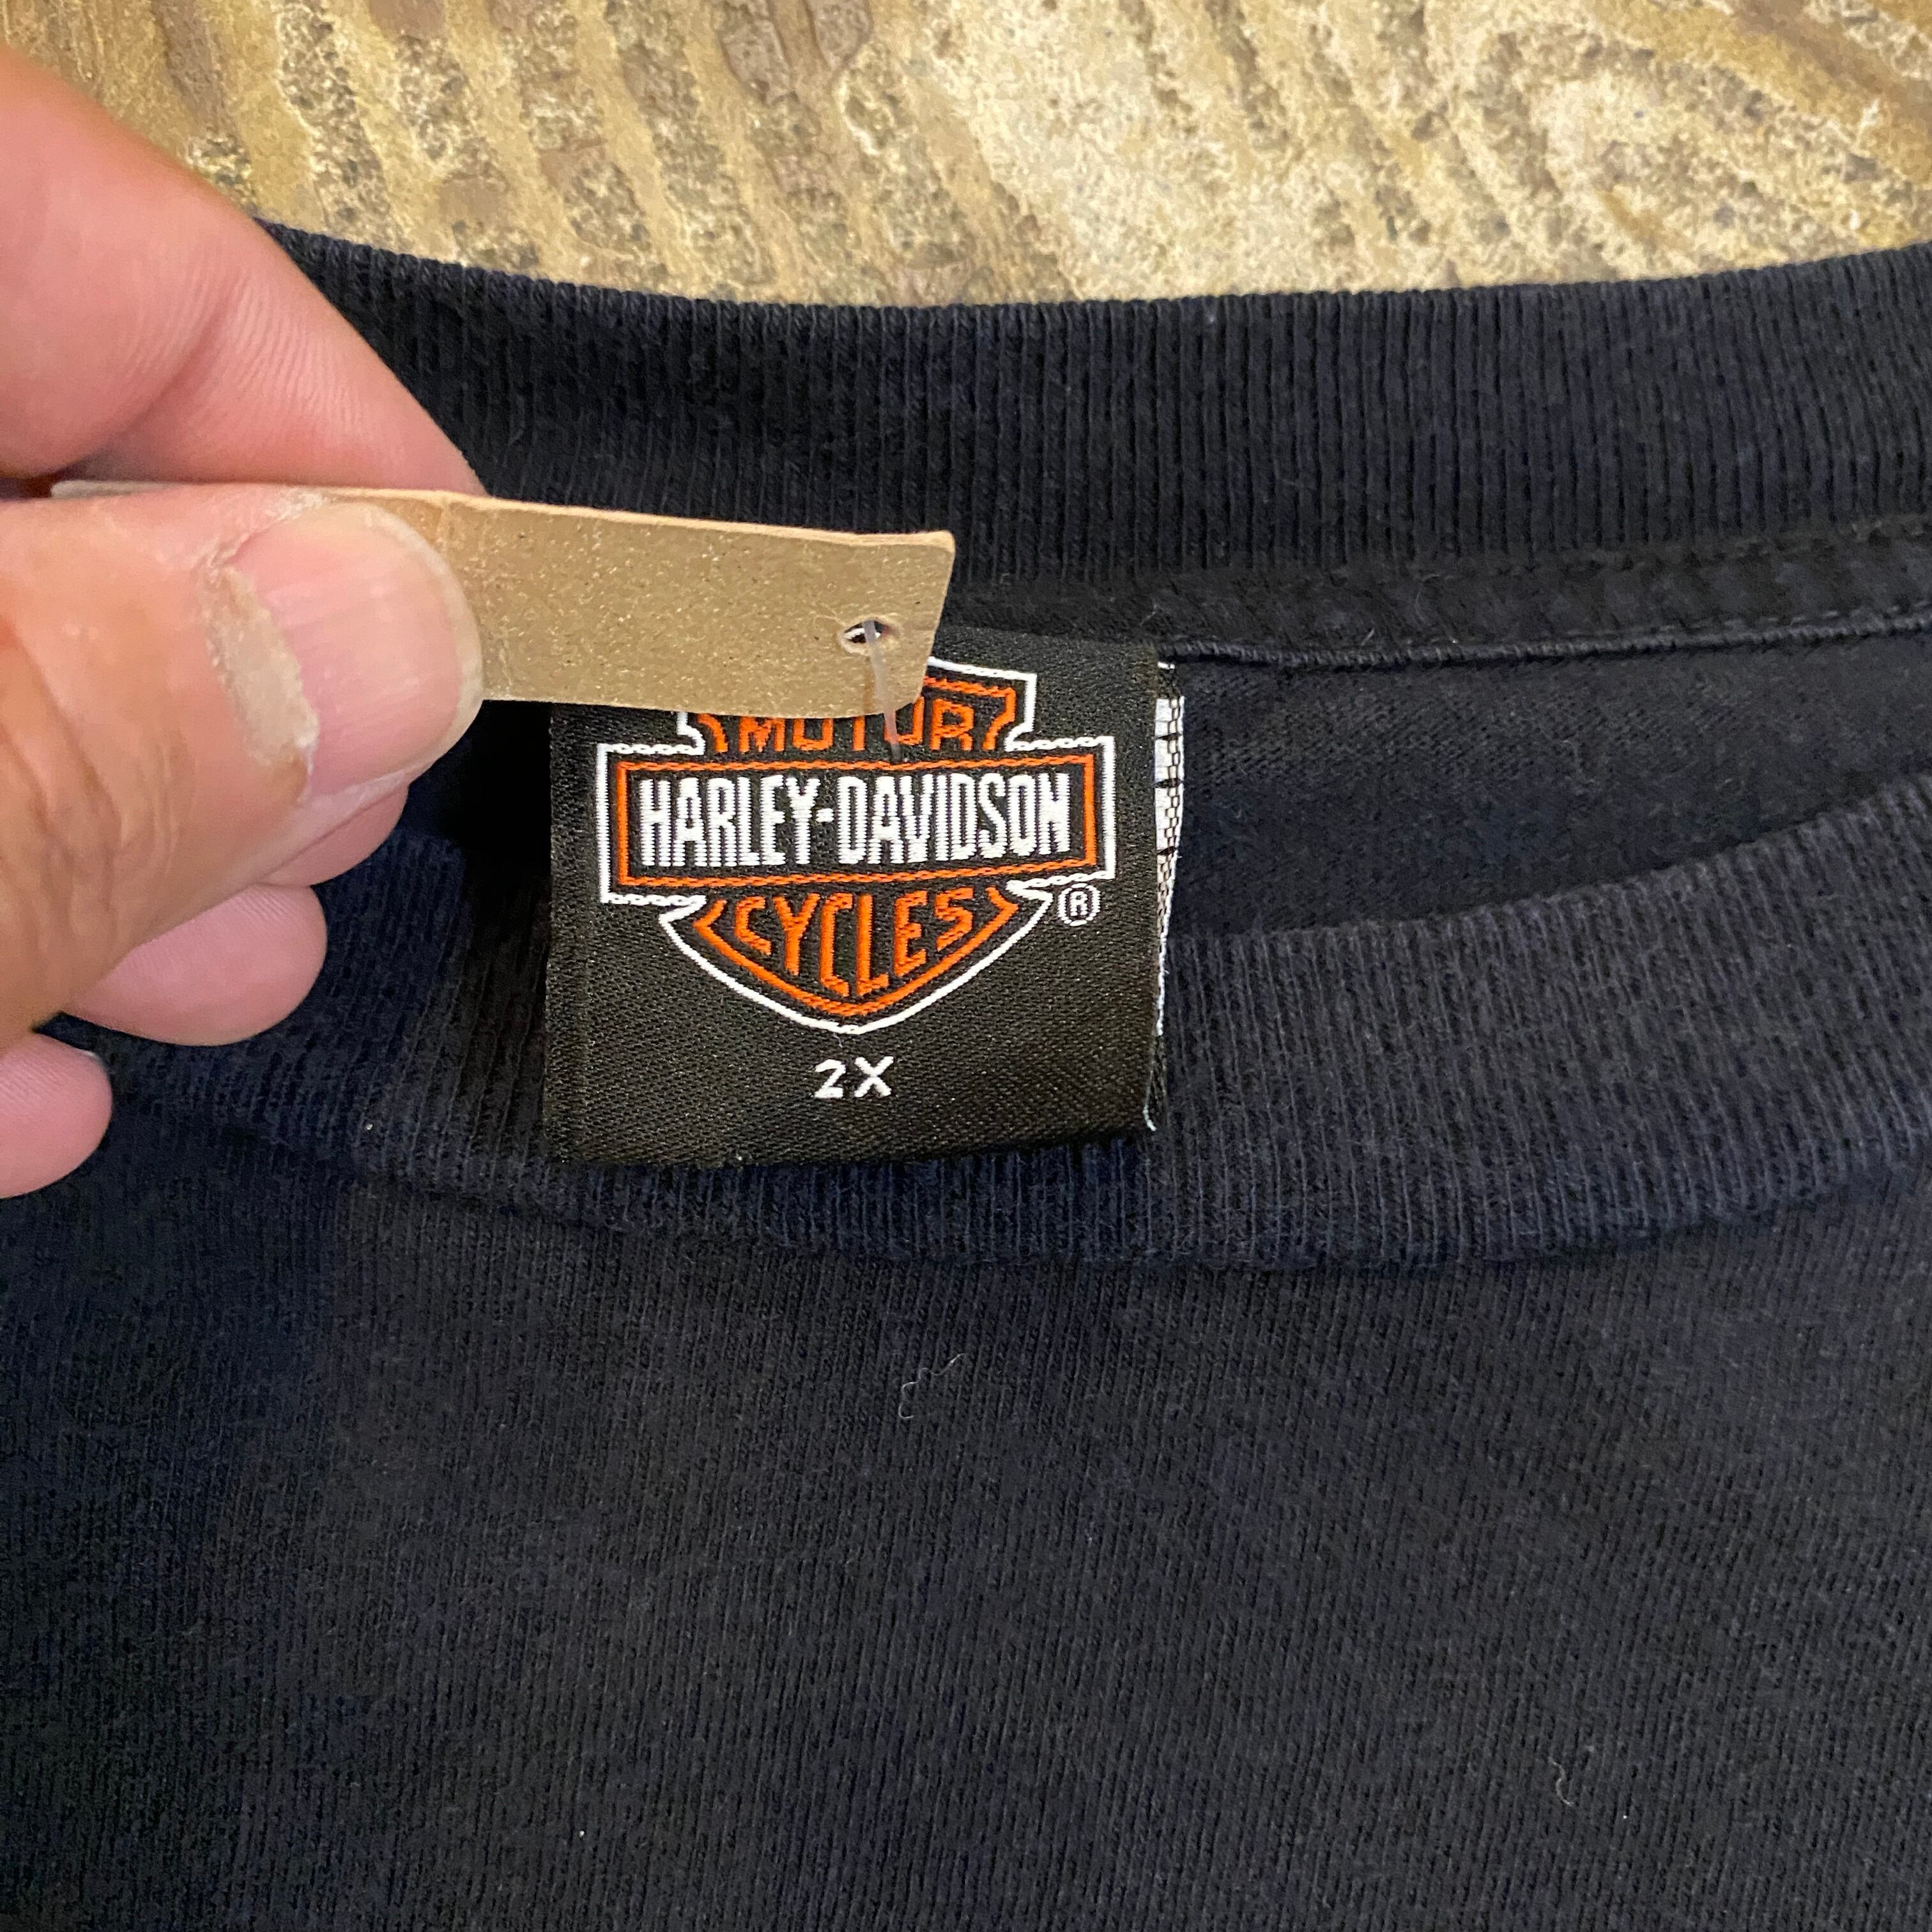 MOTOR
HARLEY-DAVIDSON
CYCLES
®
2X